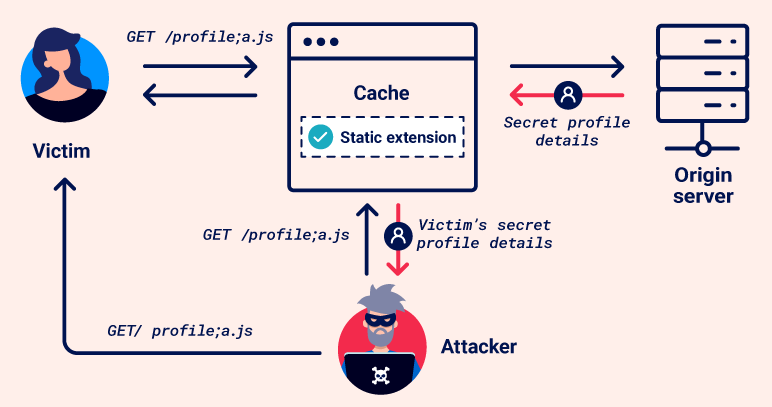 GET /profile;a.js
Cache
Static extension
Secret profile
details
Victim
Origin
server
GET /profile;a.js
Victim's secret
profile details
GET/ profile;a.js
Attacker